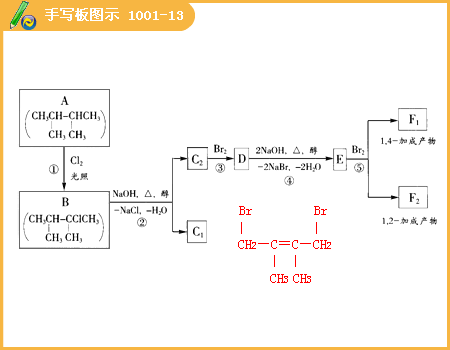 手写板图示 1001-13
A
CH₃CH—CHCH₃
CH₃ CH₃
① Cl₂
光照
B
CH₃CH—CClCH₃
CH₃ CH₃
NaOH, △, 醇
−NaCl, −H₂O
②
C₂
C₁
Br₂
③
D
2NaOH, △, 醇
−2NaBr, −2H₂O
④
E
Br₂
⑤
F₁
1,4-加成产物
F₂
1,2-加成产物
Br Br
CH2—C=C—CH2
CH3 CH3